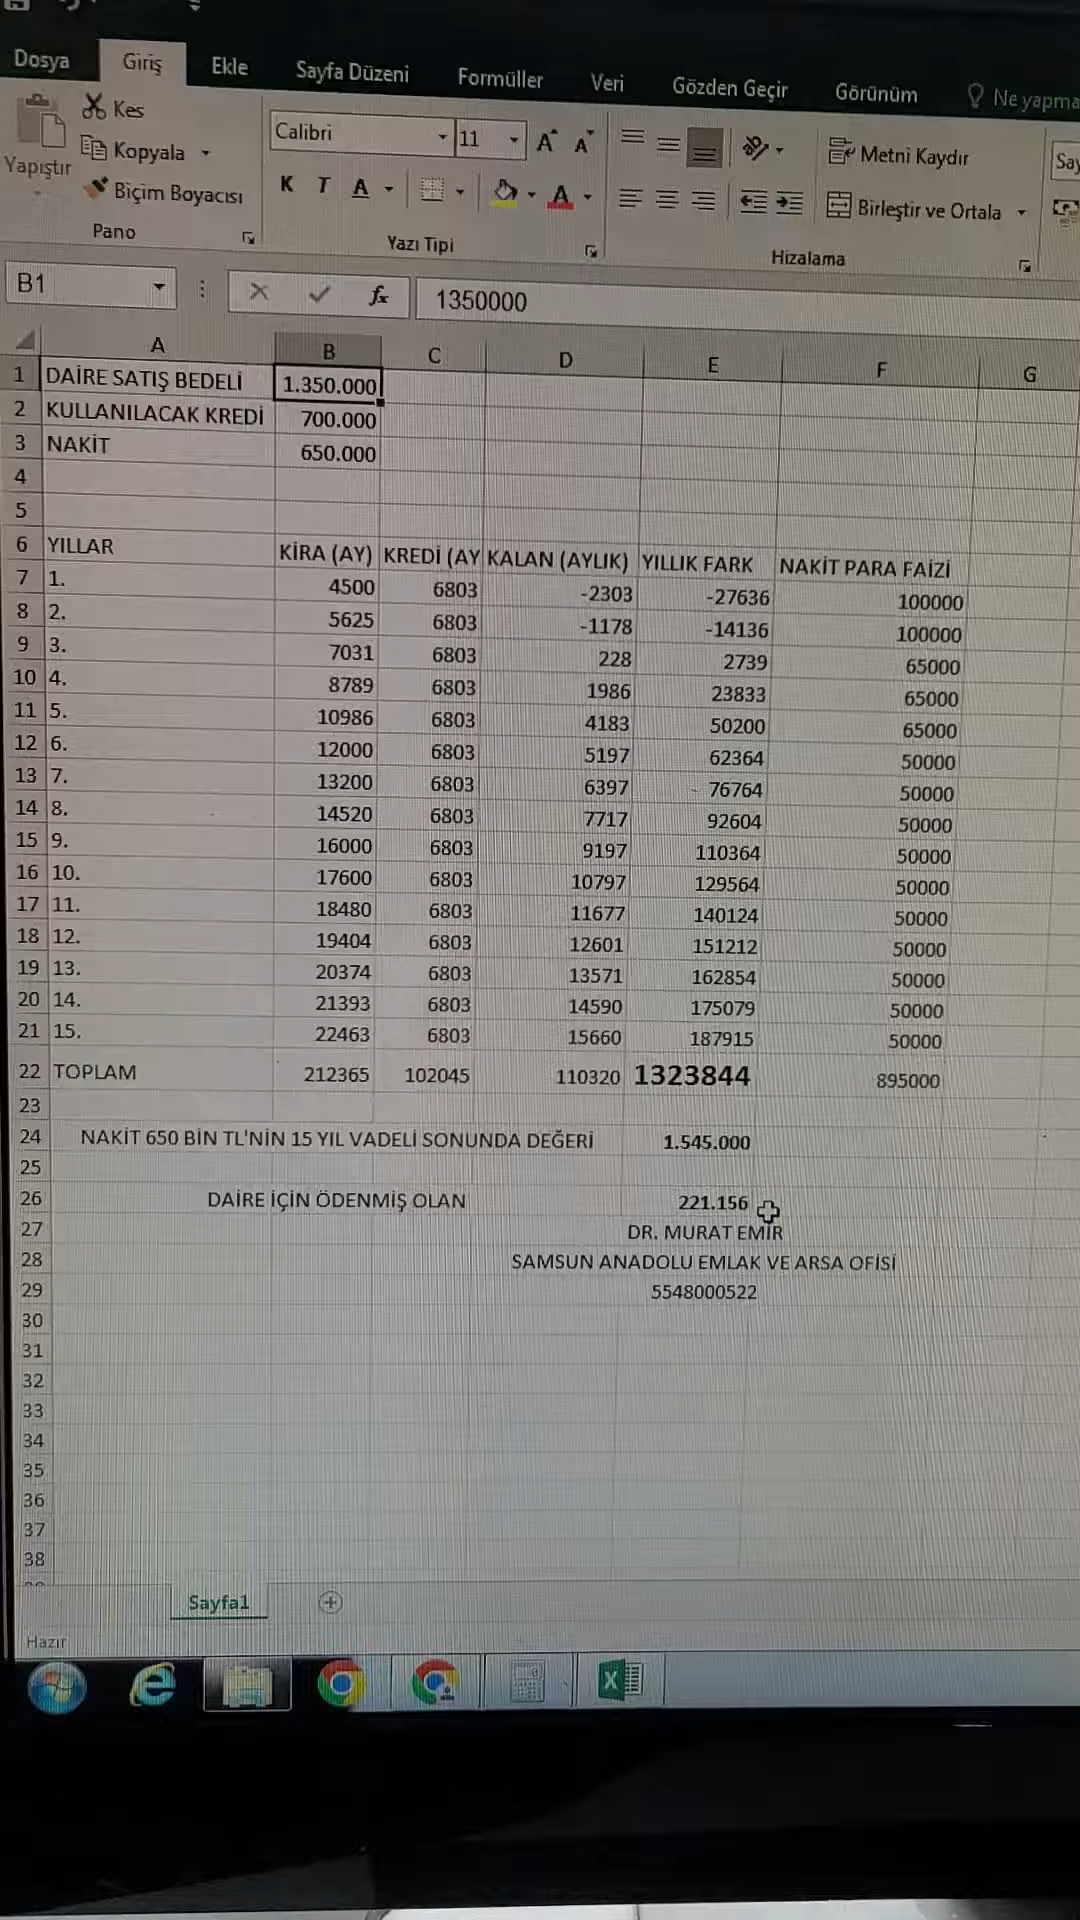 Dosya Giriş Ekle Sayfa Düzeni Formüller Veri Gözden Geçir Görünüm Ne yapma
Yapıştır
Kes
Kopyala
Biçim Boyacısı
Pano
Calibri 11
K T A
Yazı Tipi
Metni Kaydır
Birleştir ve Ortala
Hizalama
Say
B1 fx 1350000
A B C D E F G
1 DAİRE SATIŞ BEDELİ 1.350.000
2 KULLANILACAK KREDİ 700.000
3 NAKİT 650.000
4
5
6 YILLAR KİRA (AY) KREDİ (AY KALAN (AYLIK) YILLIK FARK NAKİT PARA FAİZİ
7 1. 4500 6803 -2303 -27636 100000
8 2. 5625 6803 -1178 -14136 100000
9 3. 7031 6803 228 2739 65000
10 4. 8789 6803 1986 23833 65000
11 5. 10986 6803 4183 50200 65000
12 6. 12000 6803 5197 62364 50000
13 7. 13200 6803 6397 76764 50000
14 8. 14520 6803 7717 92604 50000
15 9. 16000 6803 9197 110364 50000
16 10. 17600 6803 10797 129564 50000
17 11. 18480 6803 11677 140124 50000
18 12. 19404 6803 12601 151212 50000
19 13. 20374 6803 13571 162854 50000
20 14. 21393 6803 14590 175079 50000
21 15. 22463 6803 15660 187915 50000
22 TOPLAM 212365 102045 110320 1323844 895000
23
24 NAKİT 650 BİN TL'NİN 15 YIL VADELİ SONUNDA DEĞERİ 1.545.000
25
26 DAİRE İÇİN ÖDENMİŞ OLAN 221.156
27 DR. MURAT EMİR
28 SAMSUN ANADOLU EMLAK VE ARSA OFİSİ
29 5548000522
30
31
32
33
34
35
36
37
38
Sayfa1
Hazır